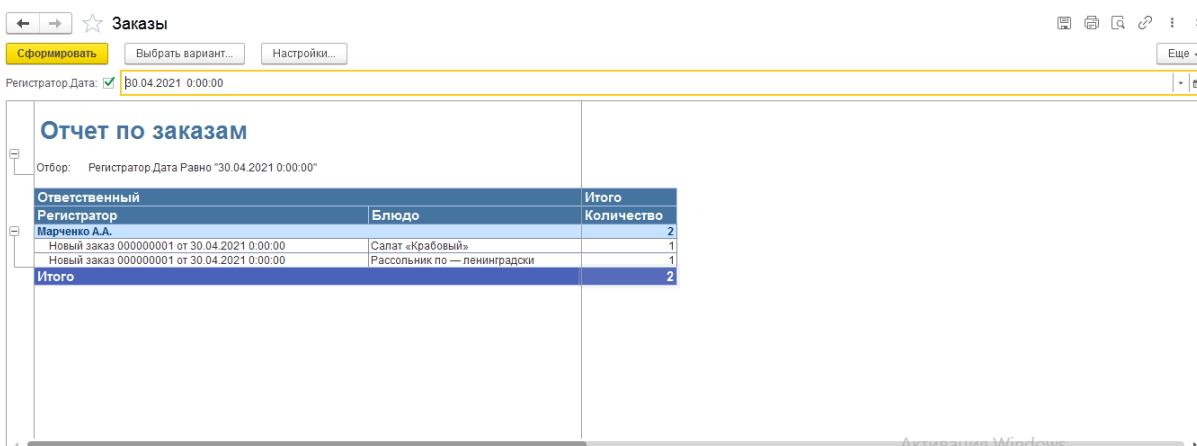 Заказы
Сформировать Выбрать вариант... Настройки... Еще
Регистратор.Дата: 30.04.2021 0:00:00
Отчет по заказам
Отбор: Регистратор.Дата Равно "30.04.2021 0:00:00"
Ответственный Итого
Регистратор Блюдо Количество
Марченко А.А. 2
Новый заказ 000000001 от 30.04.2021 0:00:00 Салат «Крабовый» 1
Новый заказ 000000001 от 30.04.2021 0:00:00 Рассольник по — ленинградски 1
Итого 2
Активация Windows